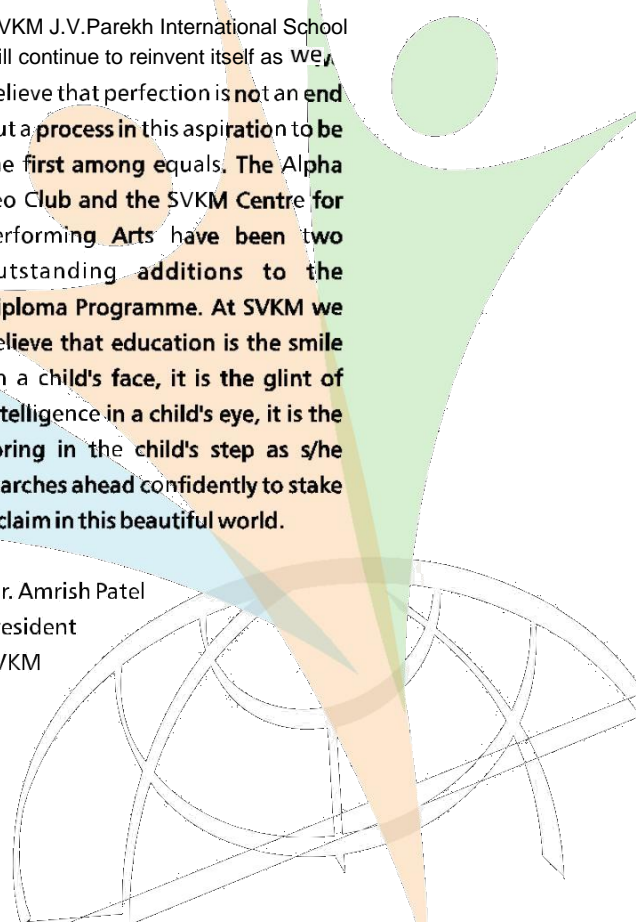 VKM J.V.Parekh International School
ill continue to reinvent itself as we
elieve that perfection is not an end
ut a process in this aspiration to be
e first among equals. The Alpha
eo Club and the SVKM Centre for
erforming Arts have been two
utstanding additions to the
iploma Programme. At SVKM we
elieve that education is the smile
n a child's face, it is the glint of
telligence in a child's eye, it is the
pring in the child's step as s/he
arches ahead confidently to stake
claim in this beautiful world.
r. Amrish Patel
resident
VKM